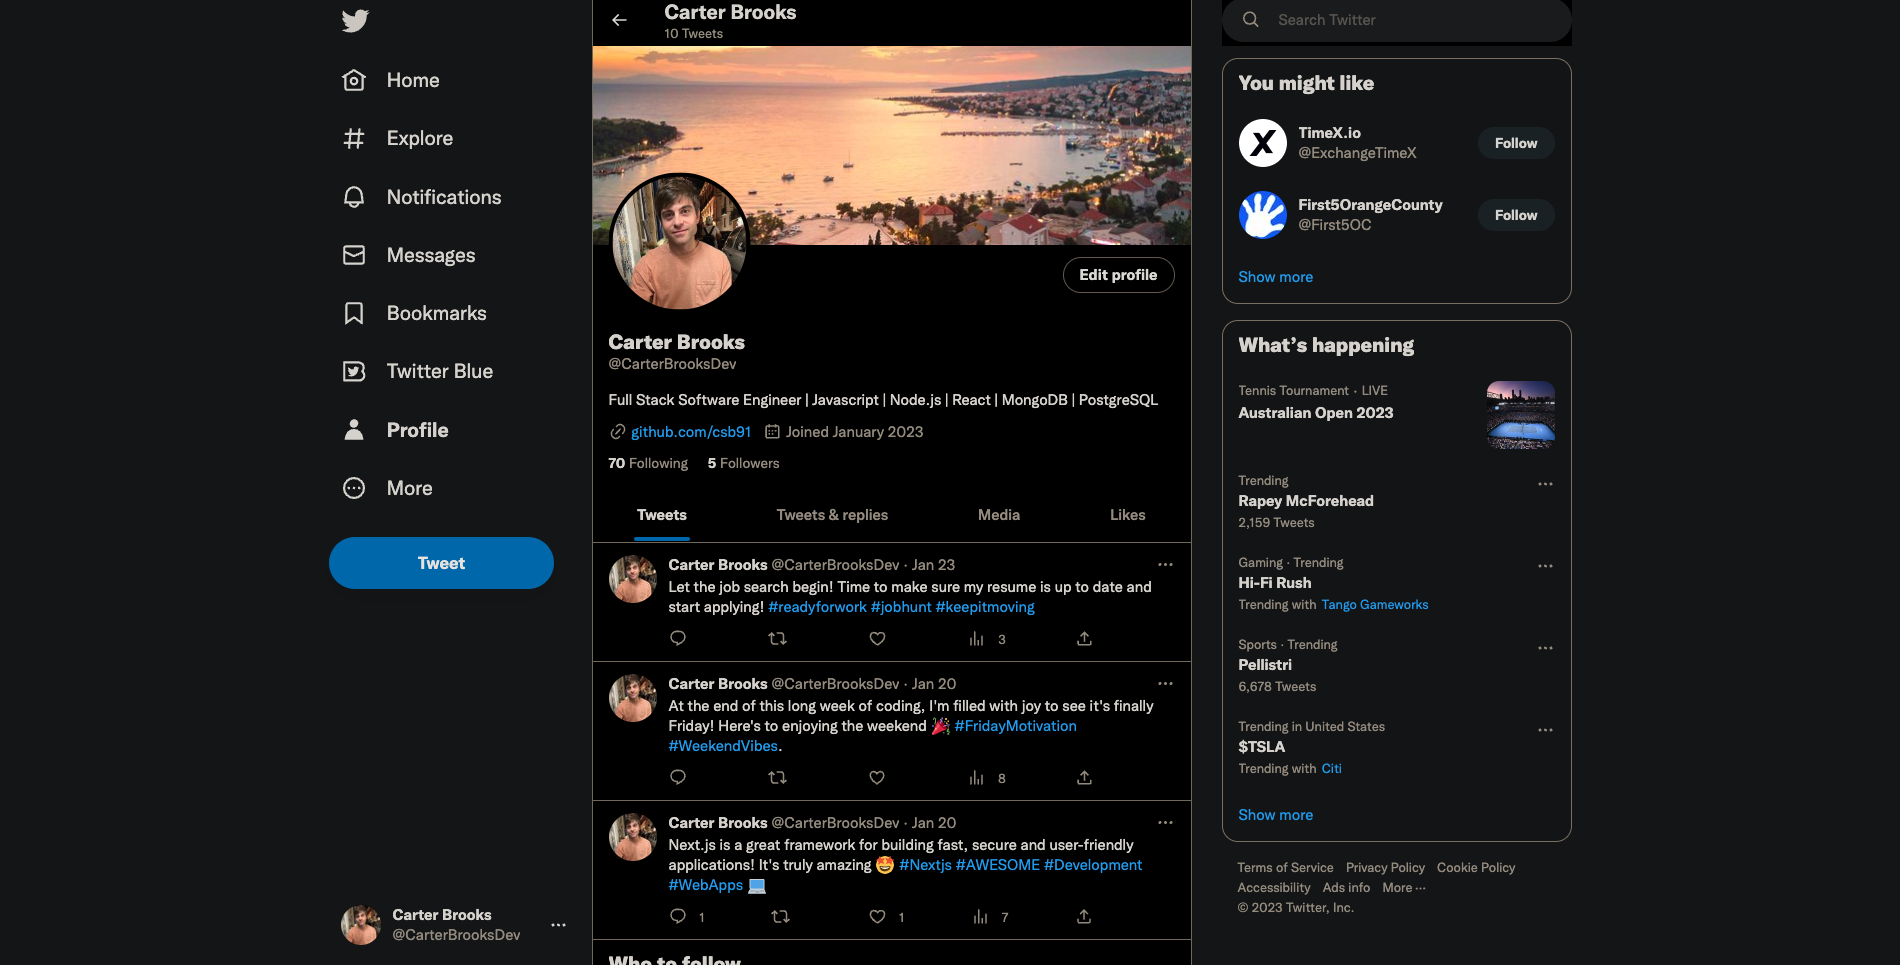 Home
Explore
Notifications
Messages
Bookmarks
Twitter Blue
Profile
More
Tweet
Carter Brooks
@CarterBrooksDev
Carter Brooks
10 Tweets
Edit profile
Carter Brooks
@CarterBrooksDev
Full Stack Software Engineer | Javascript | Node.js | React | MongoDB | PostgreSQL
github.com/csb91 Joined January 2023
70 Following 5 Followers
Tweets Tweets & replies Media Likes
Carter Brooks @CarterBrooksDev · Jan 23
Let the job search begin! Time to make sure my resume is up to date and
start applying! #readyforwork #jobhunt #keepitmoving
3
Carter Brooks @CarterBrooksDev · Jan 20
At the end of this long week of coding, I'm filled with joy to see it's finally
Friday! Here's to enjoying the weekend 🎉 #FridayMotivation
#WeekendVibes.
8
Carter Brooks @CarterBrooksDev · Jan 20
Next.js is a great framework for building fast, secure and user-friendly
applications! It's truly amazing 🤩 #Nextjs #AWESOME #Development
#WebApps 💻
1 1 7
Who to follow
Search Twitter
You might like
X
TimeX.io
@ExchangeTimeX
Follow
First5OrangeCounty
@First5OC
Follow
Show more
What's happening
Tennis Tournament · LIVE
Australian Open 2023
Trending
Rapey McForehead
2,159 Tweets
Gaming · Trending
Hi-Fi Rush
Trending with Tango Gameworks
Sports · Trending
Pellistri
6,678 Tweets
Trending in United States
$TSLA
Trending with Citi
Show more
Terms of Service Privacy Policy Cookie Policy
Accessibility Ads info More ···
© 2023 Twitter, Inc.